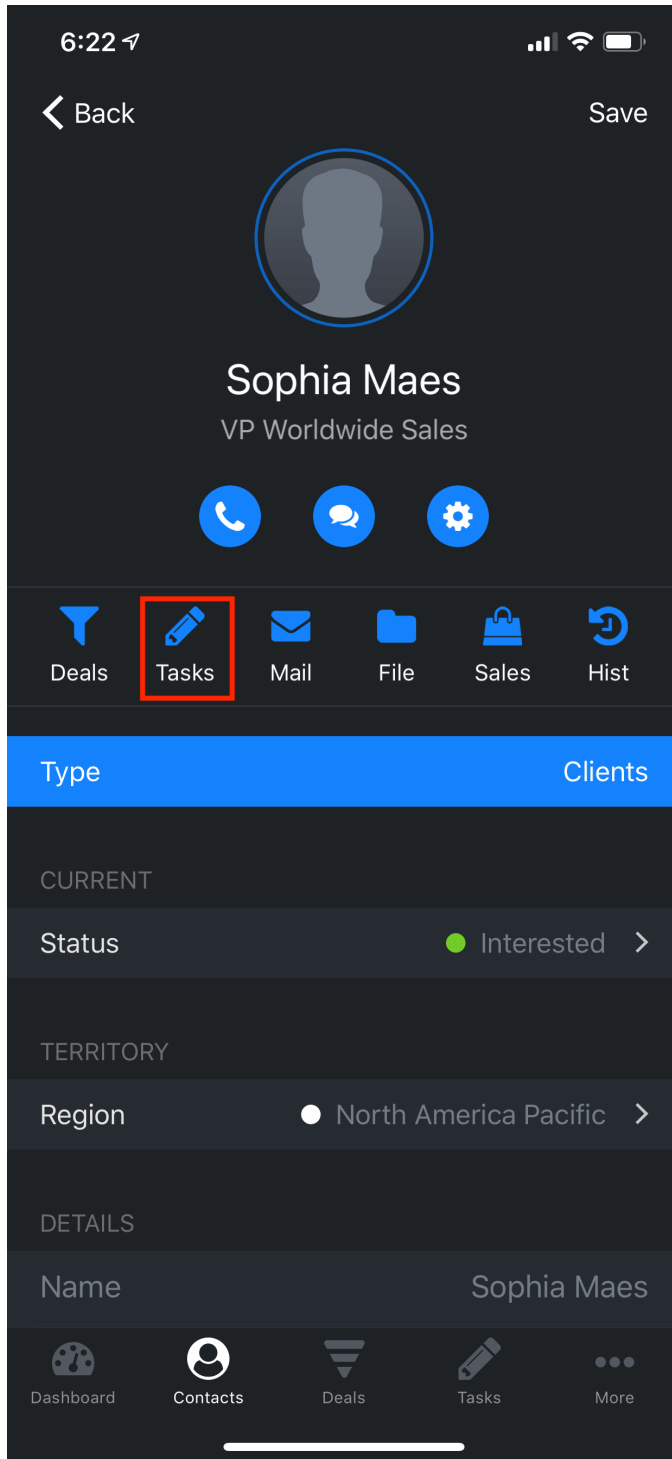 6:22
Back Save
Sophia Maes
VP Worldwide Sales
Deals Tasks Mail File Sales Hist
Type Clients
CURRENT
Status Interested
TERRITORY
Region North America Pacific
DETAILS
Name Sophia Maes
Dashboard Contacts Deals Tasks More